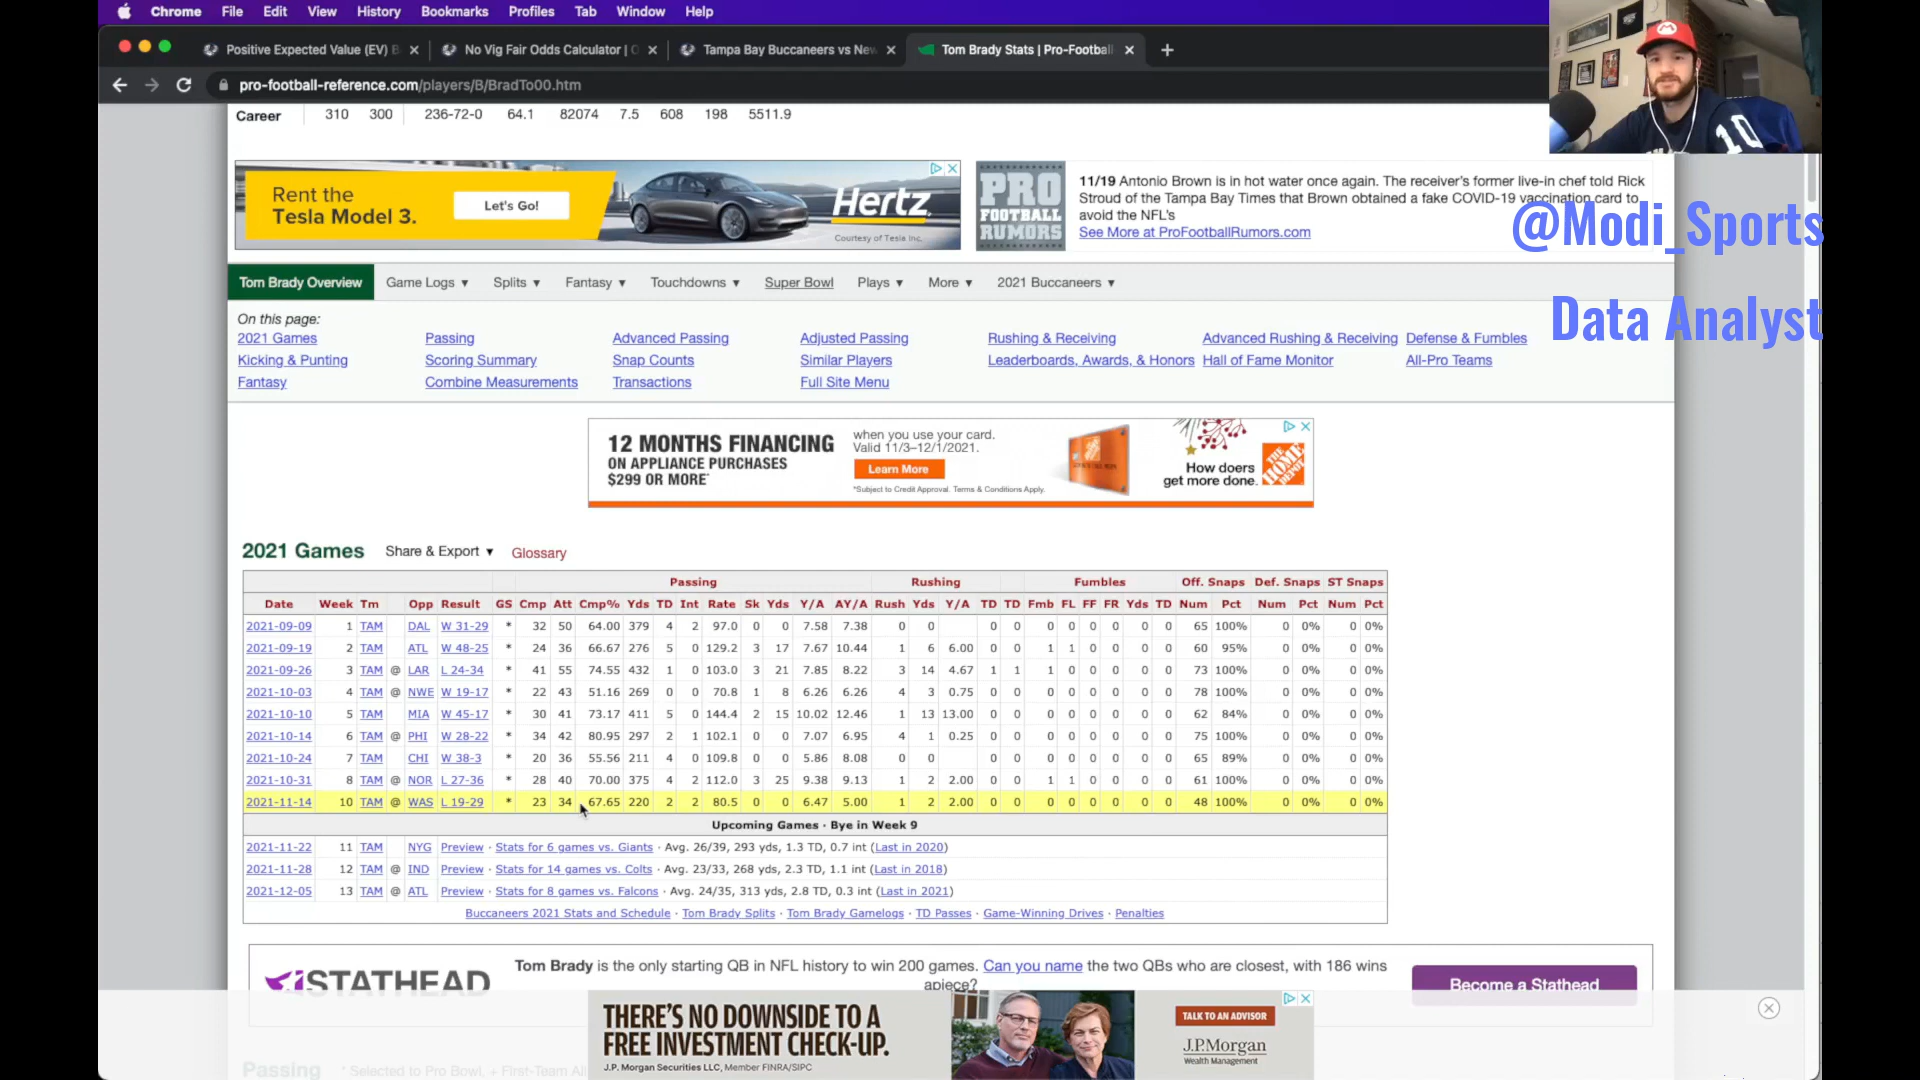 Chrome File Edit View History Bookmarks Profiles Tab Window Help
Positive Expected Value (EV) B No Vig Fair Odds Calculator | O Tampa Bay Buccaneers vs New Tom Brady Stats | Pro-Football
pro-football-reference.com/players/B/BradTo00.htm
Career 310 300 236-72-0 64.1 82074 7.5 608 198 5511.9
Rent the
Tesla Model 3.
Let's Go!
Hertz
Courtesy of Tesla Inc.
PRO
FOOTBALL
RUMORS
11/19 Antonio Brown is in hot water once again. The receiver's former live-in chef told Rick
Stroud of the Tampa Bay Times that Brown obtained a fake COVID-19 vaccination card to
avoid the NFL's
See More at ProFootballRumors.com
10
@Modi_Sports
Data Analyst
Tom Brady Overview Game Logs ▼ Splits ▼ Fantasy ▼ Touchdowns ▼ Super Bowl Plays ▼ More ▼ 2021 Buccaneers ▼
On this page:
2021 Games Passing Advanced Passing Adjusted Passing Rushing & Receiving Advanced Rushing & Receiving Defense & Fumbles
Kicking & Punting Scoring Summary Snap Counts Similar Players Leaderboards, Awards, & Honors Hall of Fame Monitor All-Pro Teams
Fantasy Combine Measurements Transactions Full Site Menu
12 MONTHS FINANCING
ON APPLIANCE PURCHASES
$299 OR MORE*
when you use your card.
Valid 11/3–12/1/2021.
Learn More
*Subject to Credit Approval. Terms & Conditions Apply.
How doers
get more done.
THE HOME DEPOT
2021 Games Share & Export ▼ Glossary
Passing Rushing Fumbles Off. Snaps Def. Snaps ST Snaps
Date Week Tm Opp Result GS Cmp Att Cmp% Yds TD Int Rate Sk Yds Y/A AY/A Rush Yds Y/A TD TD Fmb FL FF FR Yds TD Num Pct Num Pct Num Pct
2021-09-09 1 TAM DAL W 31-29 * 32 50 64.00 379 4 2 97.0 0 0 7.58 7.38 0 0 0 0 0 0 0 0 0 0 65 100% 0 0% 0 0%
2021-09-19 2 TAM ATL W 48-25 * 24 36 66.67 276 5 0 129.2 3 17 7.67 10.44 1 6 6.00 0 0 1 1 0 0 0 0 60 95% 0 0% 0 0%
2021-09-26 3 TAM @ LAR L 24-34 * 41 55 74.55 432 1 0 103.0 3 21 7.85 8.22 3 14 4.67 1 1 1 0 0 0 0 0 73 100% 0 0% 0 0%
2021-10-03 4 TAM @ NWE W 19-17 * 22 43 51.16 269 0 0 70.8 1 8 6.26 6.26 4 3 0.75 0 0 0 0 0 0 0 0 78 100% 0 0% 0 0%
2021-10-10 5 TAM MIA W 45-17 * 30 41 73.17 411 5 0 144.4 2 15 10.02 12.46 1 13 13.00 0 0 0 0 0 0 0 0 62 84% 0 0% 0 0%
2021-10-14 6 TAM @ PHI W 28-22 * 34 42 80.95 297 2 1 102.1 0 0 7.07 6.95 4 1 0.25 0 0 0 0 0 0 0 0 75 100% 0 0% 0 0%
2021-10-24 7 TAM CHI W 38-3 * 20 36 55.56 211 4 0 109.8 0 0 5.86 8.08 0 0 0 0 0 0 0 0 0 0 65 89% 0 0% 0 0%
2021-10-31 8 TAM @ NOR L 27-36 * 28 40 70.00 375 4 2 112.0 3 25 9.38 9.13 1 2 2.00 0 0 1 1 0 0 0 0 61 100% 0 0% 0 0%
2021-11-14 10 TAM @ WAS L 19-29 * 23 34 67.65 220 2 2 80.5 0 0 6.47 5.00 1 2 2.00 0 0 0 0 0 0 0 0 48 100% 0 0% 0 0%
Upcoming Games · Bye in Week 9
2021-11-22 11 TAM NYG Preview · Stats for 6 games vs. Giants · Avg. 26/39, 293 yds, 1.3 TD, 0.7 int (Last in 2020)
2021-11-28 12 TAM @ IND Preview · Stats for 14 games vs. Colts · Avg. 23/33, 268 yds, 2.3 TD, 1.1 int (Last in 2018)
2021-12-05 13 TAM @ ATL Preview · Stats for 8 games vs. Falcons · Avg. 24/35, 313 yds, 2.8 TD, 0.3 int (Last in 2021)
Buccaneers 2021 Stats and Schedule · Tom Brady Splits · Tom Brady Gamelogs · TD Passes · Game-Winning Drives · Penalties
STATHEAD
Tom Brady is the only starting QB in NFL history to win 200 games. Can you name the two QBs who are closest, with 186 wins
apiece?
Become a Stathead
THERE'S NO DOWNSIDE TO A
FREE INVESTMENT CHECK-UP.
J.P. Morgan Securities LLC, Member FINRA/SIPC
TALK TO AN ADVISOR
J.P.Morgan
Wealth Management
Passing * Selected to Pro Bowl, + First-Team All